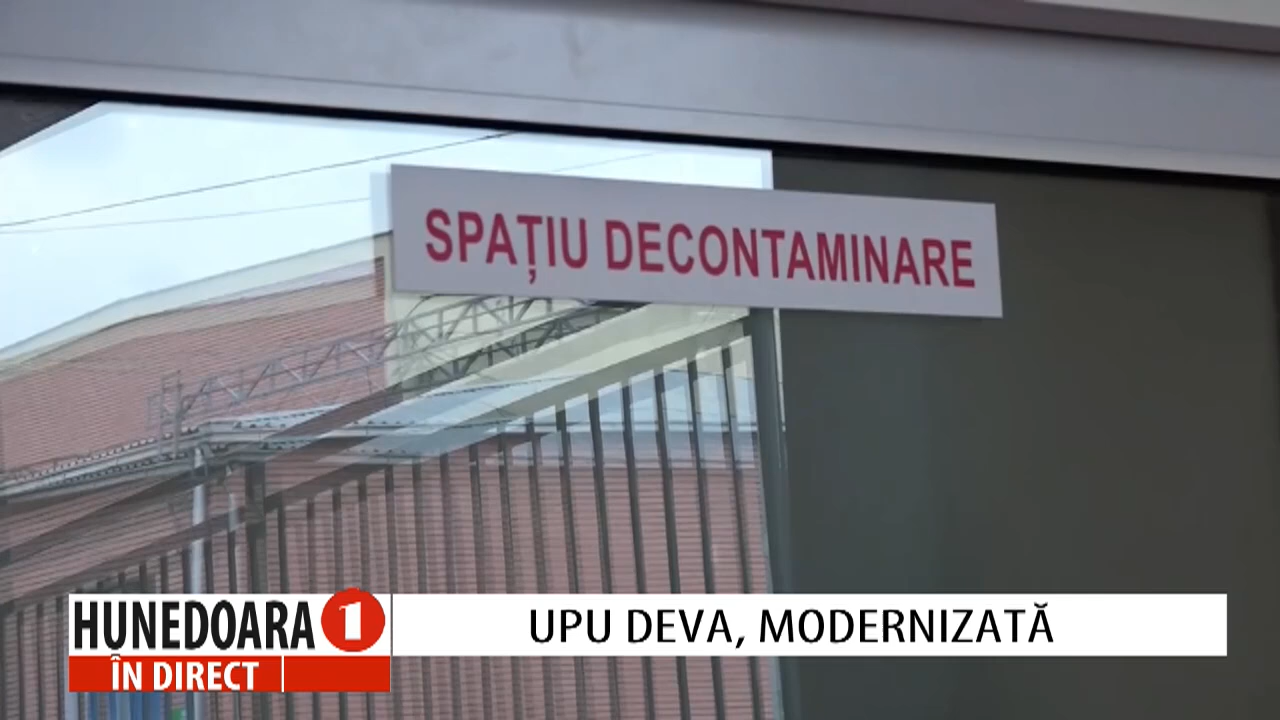 SPAȚIU DECONTAMINARE
HUNEDOARA 1
UPU DEVA, MODERNIZATĂ
ÎN DIRECT